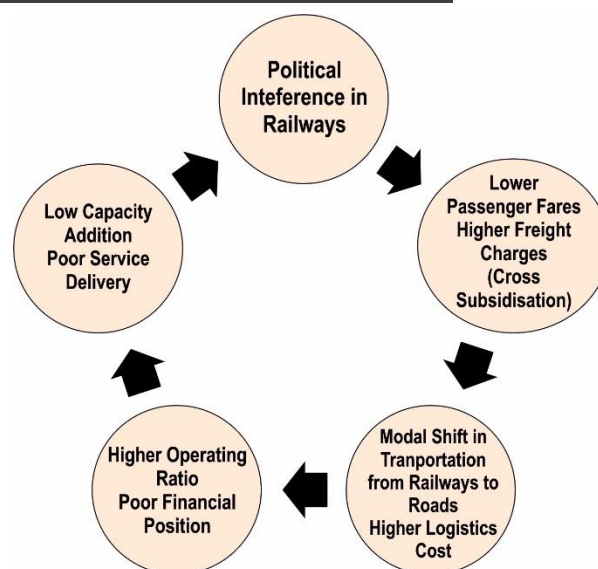 Political
Inteference in
Railways
Lower
Passenger Fares
Higher Freight
Charges
(Cross
Subsidisation)
Modal Shift in
Tranportation
from Railways to
Roads
Higher Logistics
Cost
Higher Operating
Ratio
Poor Financial
Position
Low Capacity
Addition
Poor Service
Delivery